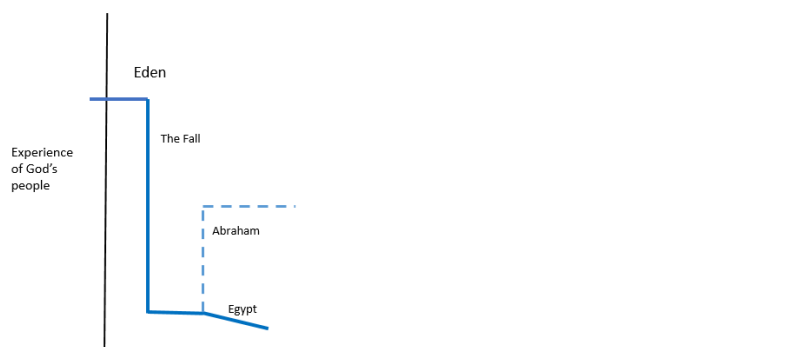 Eden
The Fall
Experience
of God's
people
Abraham
Egypt